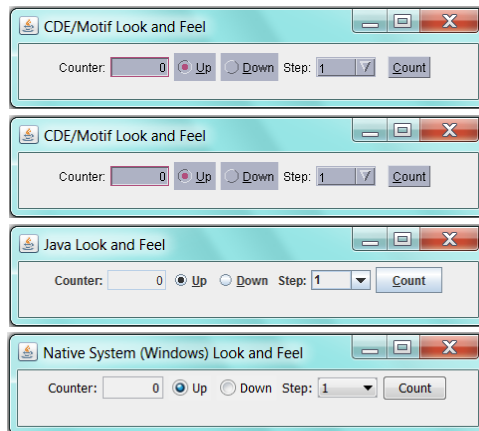 CDE/Motif Look and Feel
Counter: 0 Up Down Step: 1 Count
CDE/Motif Look and Feel
Counter: 0 Up Down Step: 1 Count
Java Look and Feel
Counter: 0 Up Down Step: 1 Count
Native System (Windows) Look and Feel
Counter: 0 Up Down Step: 1 Count